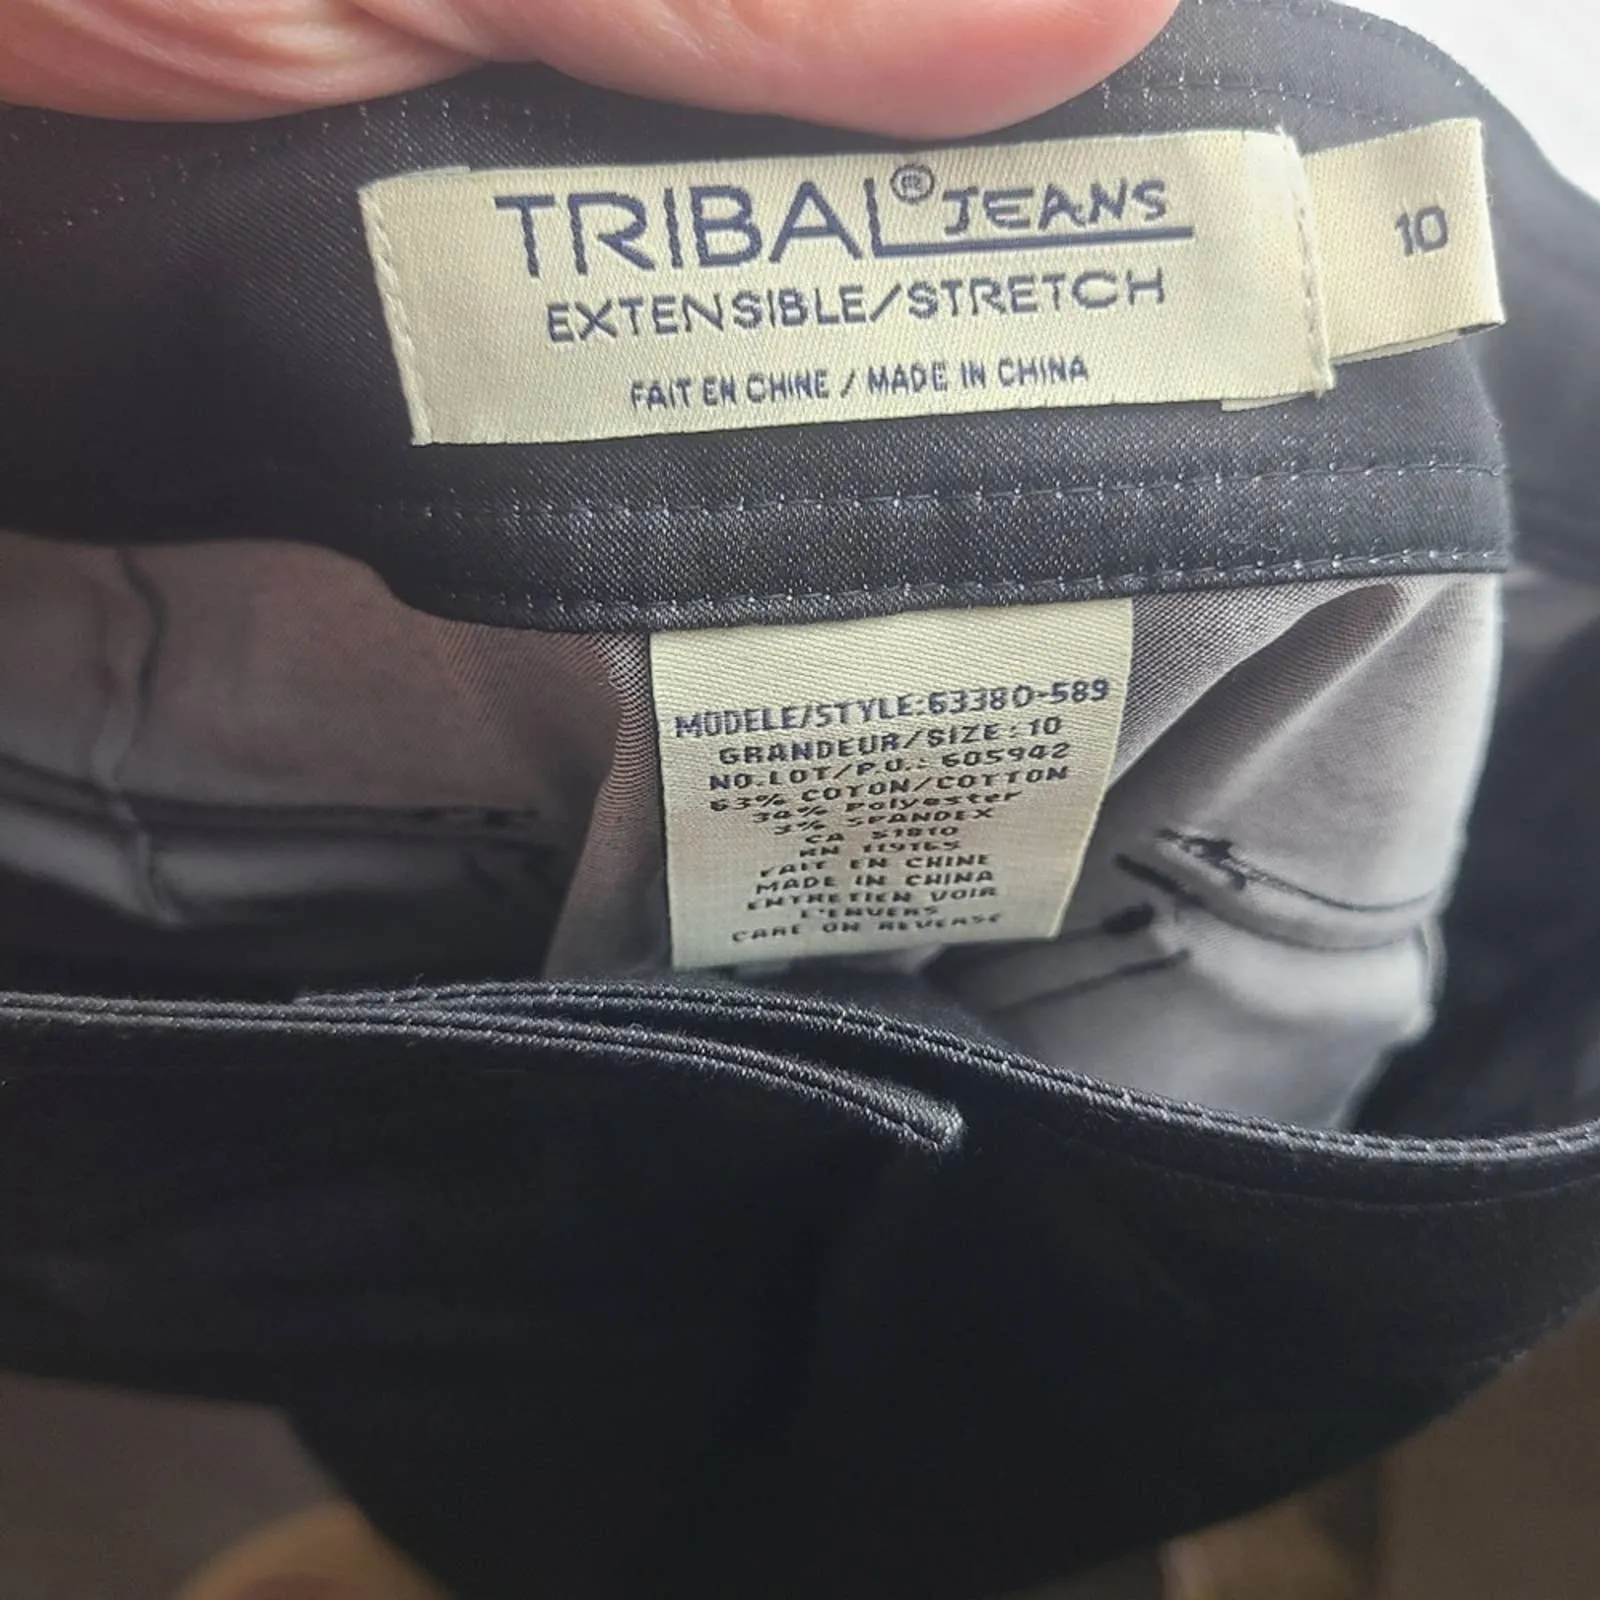 TRIBAL® JEANS
10
EXTENSIBLE/STRETCH
FAIT EN CHINE / MADE IN CHINA
MODELE/STYLE:63380-589
GRANDEUR/SIZE: 10
NO.LOT/P.O.: 605942
63% COTON/COTTON
34% Polyester
3% SPANDEX
CA 51810
RN 119165
FAIT EN CHINE
MADE IN CHINA
ENTRETIEN VOIR
L'ENVERS
CARE ON REVERSE